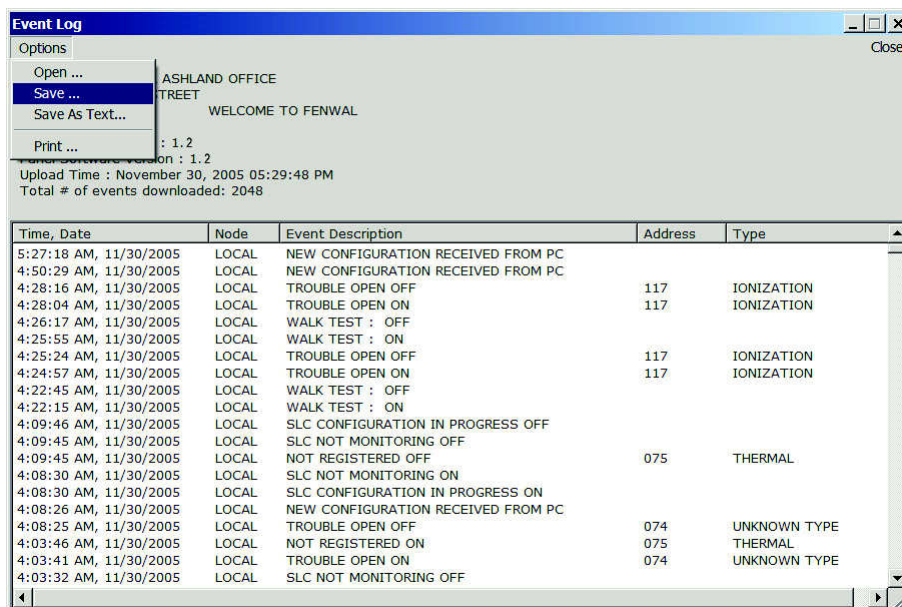 Event Log
Options
Close
Open ...
Save ...
Save As Text...
Print ...
ASHLAND OFFICE
STREET
WELCOME TO FENWAL
: 1.2
Panel Software Version : 1.2
Upload Time : November 30, 2005 05:29:48 PM
Total # of events downloaded: 2048
Time, Date Node Event Description Address Type
5:27:18 AM, 11/30/2005 LOCAL NEW CONFIGURATION RECEIVED FROM PC
4:50:29 AM, 11/30/2005 LOCAL NEW CONFIGURATION RECEIVED FROM PC
4:28:16 AM, 11/30/2005 LOCAL TROUBLE OPEN OFF 117 IONIZATION
4:28:04 AM, 11/30/2005 LOCAL TROUBLE OPEN ON 117 IONIZATION
4:26:17 AM, 11/30/2005 LOCAL WALK TEST : OFF
4:25:55 AM, 11/30/2005 LOCAL WALK TEST : ON
4:25:24 AM, 11/30/2005 LOCAL TROUBLE OPEN OFF 117 IONIZATION
4:24:57 AM, 11/30/2005 LOCAL TROUBLE OPEN ON 117 IONIZATION
4:22:45 AM, 11/30/2005 LOCAL WALK TEST : OFF
4:22:15 AM, 11/30/2005 LOCAL WALK TEST : ON
4:09:46 AM, 11/30/2005 LOCAL SLC CONFIGURATION IN PROGRESS OFF
4:09:45 AM, 11/30/2005 LOCAL SLC NOT MONITORING OFF
4:09:45 AM, 11/30/2005 LOCAL NOT REGISTERED OFF 075 THERMAL
4:08:30 AM, 11/30/2005 LOCAL SLC NOT MONITORING ON
4:08:30 AM, 11/30/2005 LOCAL SLC CONFIGURATION IN PROGRESS ON
4:08:26 AM, 11/30/2005 LOCAL NEW CONFIGURATION RECEIVED FROM PC
4:08:25 AM, 11/30/2005 LOCAL TROUBLE OPEN OFF 074 UNKNOWN TYPE
4:03:46 AM, 11/30/2005 LOCAL NOT REGISTERED ON 075 THERMAL
4:03:41 AM, 11/30/2005 LOCAL TROUBLE OPEN ON 074 UNKNOWN TYPE
4:03:32 AM, 11/30/2005 LOCAL SLC NOT MONITORING OFF